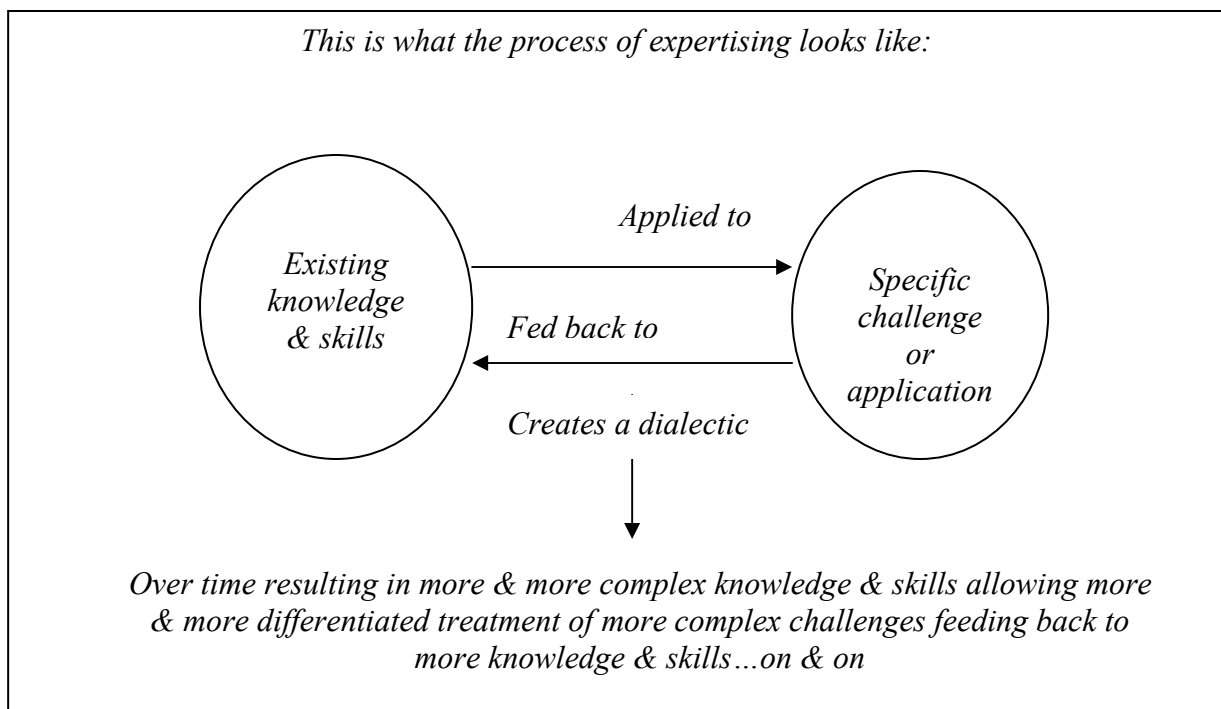 This is what the process of expertising looks like:
Applied to
Existing
knowledge
& skills
Specific
challenge
or
application
Fed back to
Creates a dialectic
Over time resulting in more & more complex knowledge & skills allowing more
& more differentiated treatment of more complex challenges feeding back to
more knowledge & skills…on & on